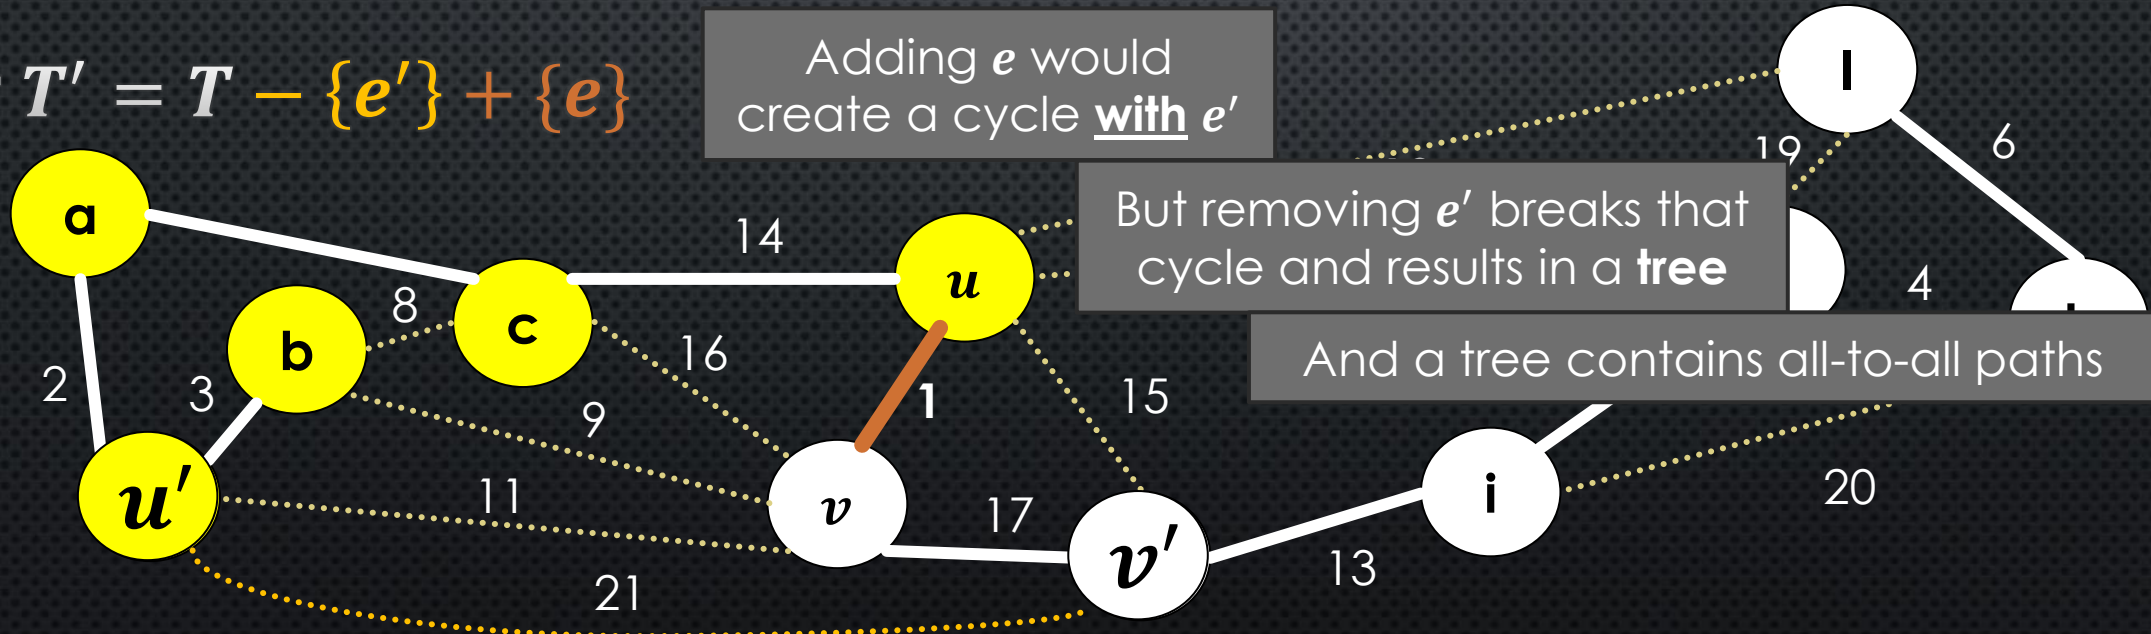 T′ = T − {e′} + {e}
Adding e would
create a cycle with e′
But removing e′ breaks that
cycle and results in a tree
And a tree contains all-to-all paths
l
19
6
a
14
u
4
8
c
b
16
2
3
1
15
9
u′
11
v
17
v′
i
20
13
21